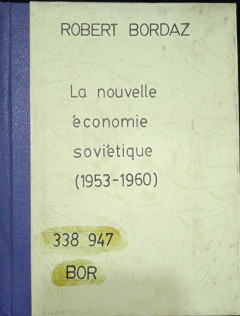 ROBERT BORDAZ
La nouvelle
économie
soviétique
(1953-1960)
338 947
BOR